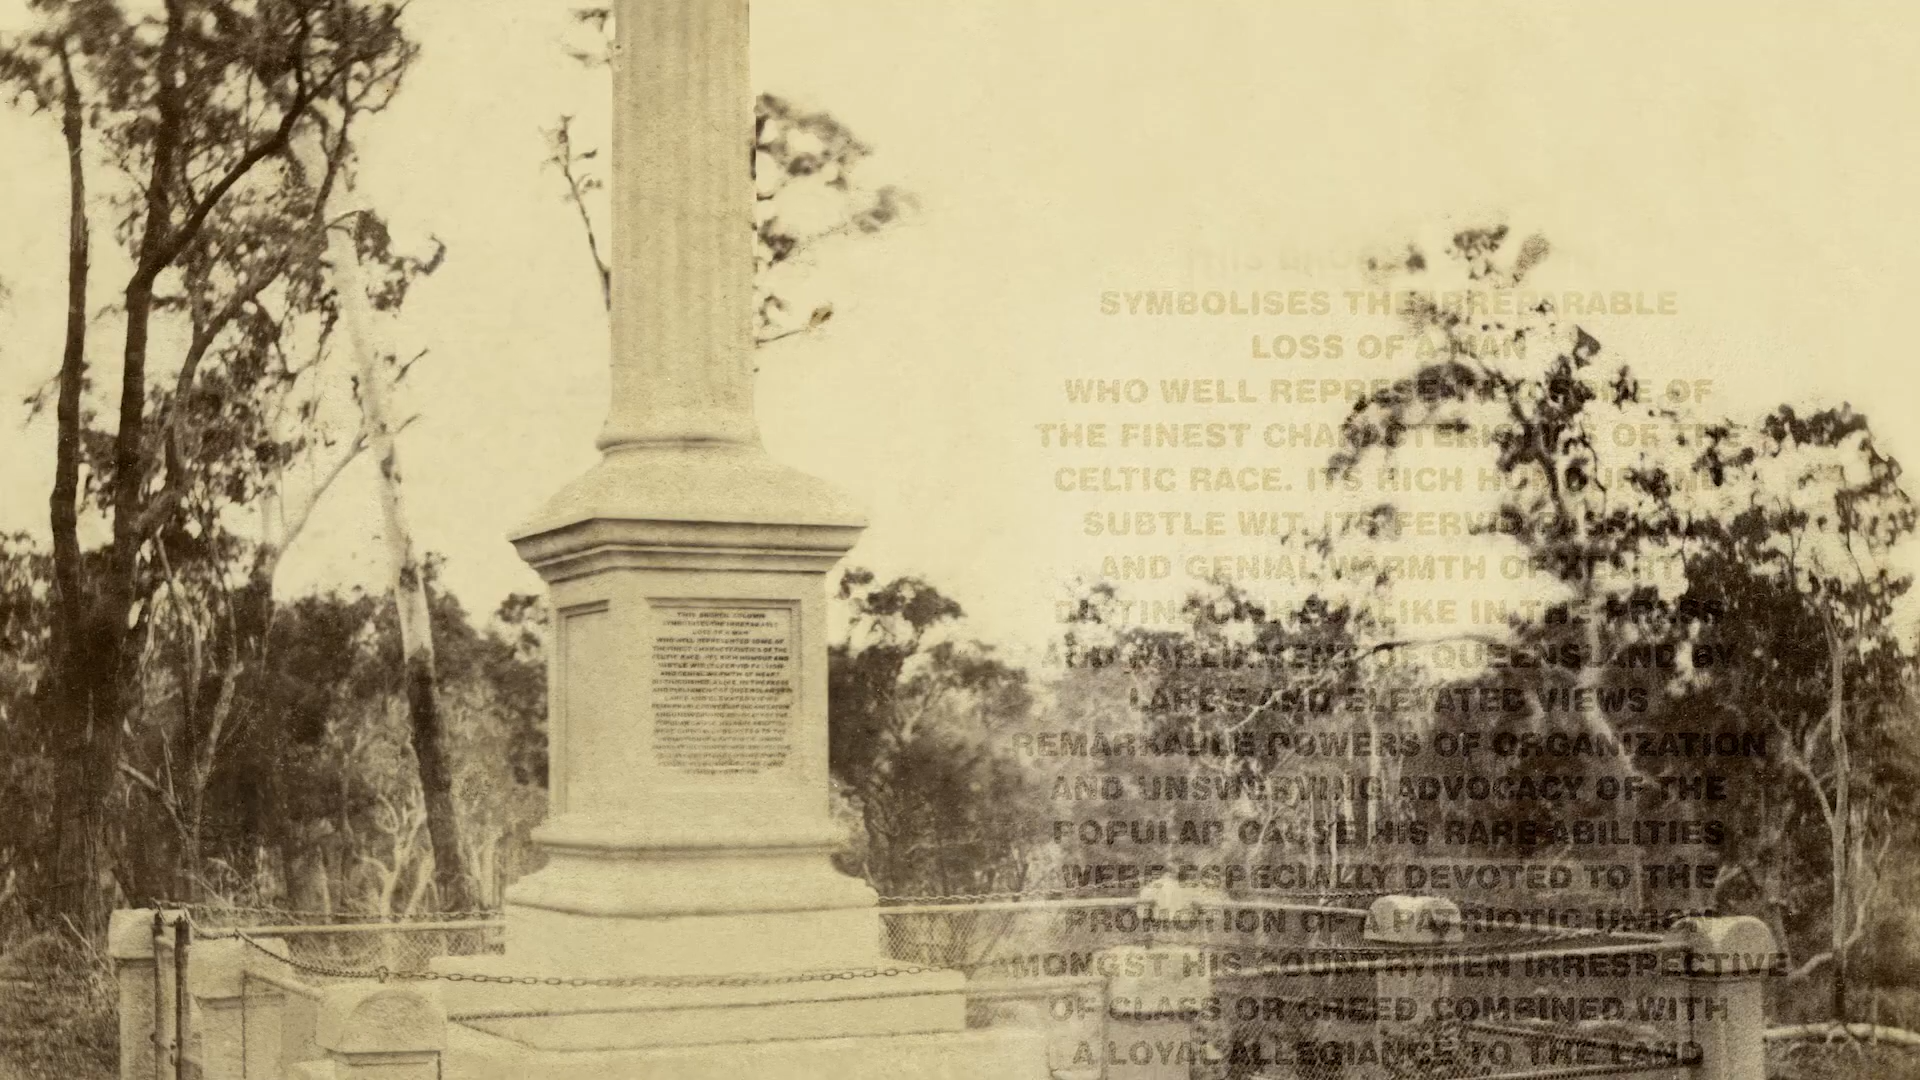 THIS BROKEN COLUMN
SYMBOLISES THE IRREPARABLE
LOSS OF A MAN
WHO WELL REPRESENTED SOME OF
THE FINEST CHARACTERISTICS OF THE
CELTIC RACE. ITS RICH HUMOUR AND
SUBTLE WIT, ITS FERVID PASSION
AND GENIAL WARMTH OF HEART
DISTINGUISHED ALIKE IN THE PRESS
AND PARLIAMENT OF QUEENSLAND BY
LARGE AND ELEVATED VIEWS
REMARKABLE POWERS OF ORGANIZATION
AND UNSWERVING ADVOCACY OF THE
POPULAR CAUSE HIS RARE ABILITIES
WERE ESPECIALLY DEVOTED TO THE
PROMOTION OF A PATRIOTIC UNION
AMONGST HIS COUNTRYMEN IRRESPECTIVE
OF CLASS OR CREED COMBINED WITH
A LOYAL ALLEGIANCE TO THE LAND